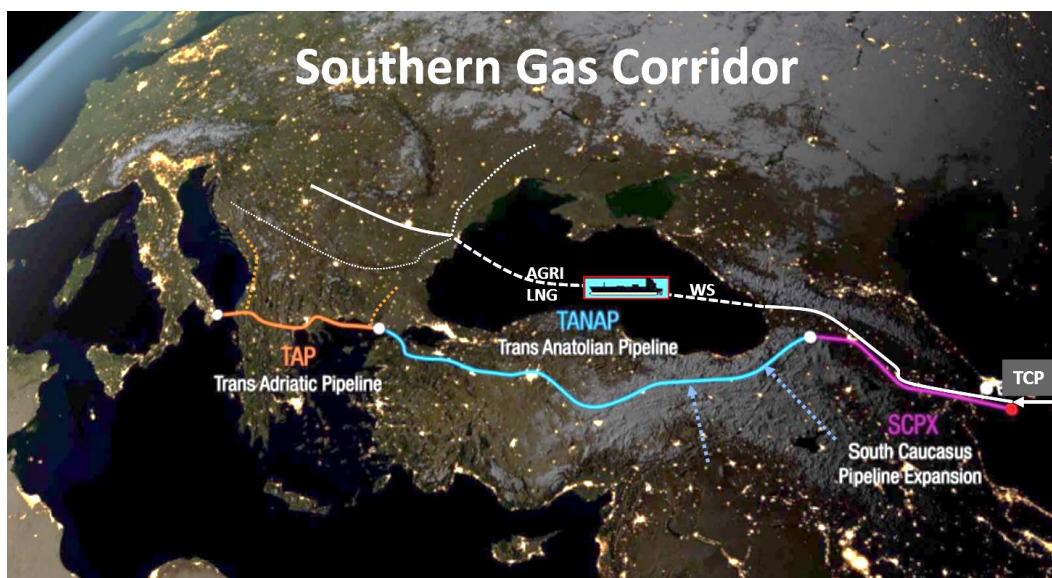 Southern Gas Corridor
AGRI
LNG
WS
TANAP
Trans Anatolian Pipeline
TAP
Trans Adriatic Pipeline
TCP
SCPX
South Caucasus
Pipeline Expansion